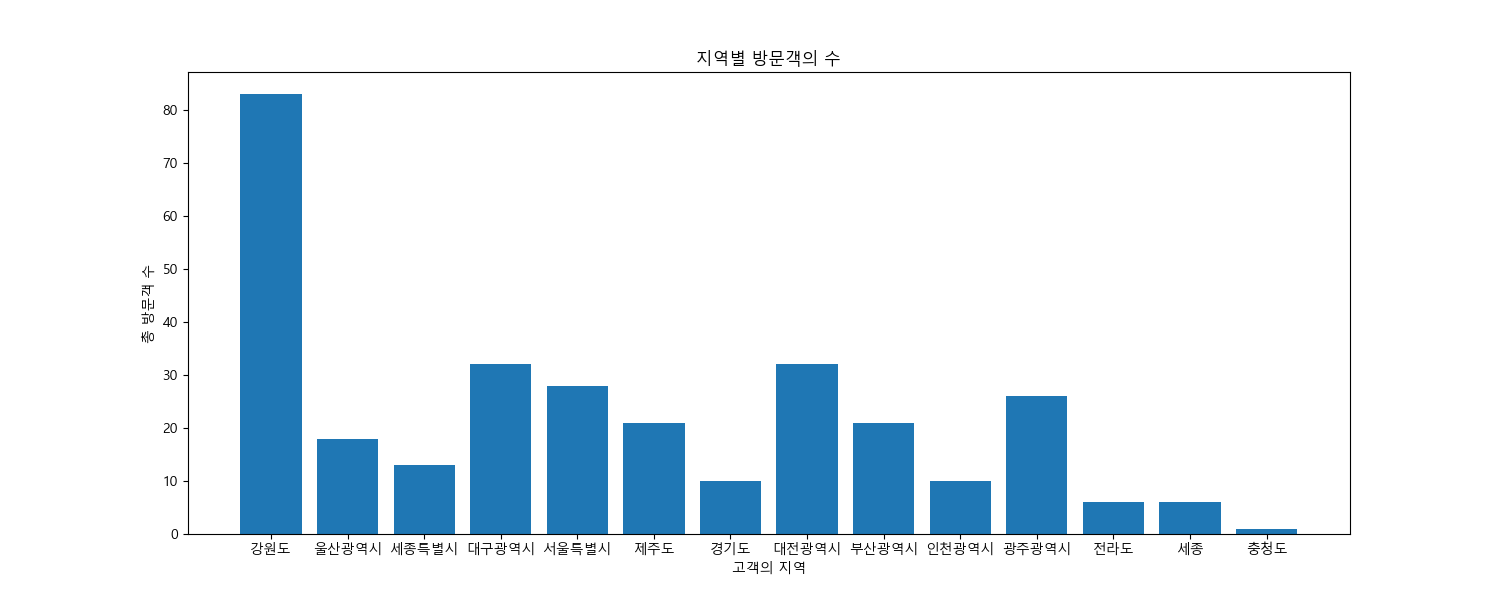 지역별 방문객의 수
총 방문객 수
80
70
60
50
40
30
20
10
0
강원도 울산광역시 세종특별시 대구광역시 서울특별시 제주도 경기도 대전광역시 부산광역시 인천광역시 광주광역시 전라도 세종 충청도
고객의 지역